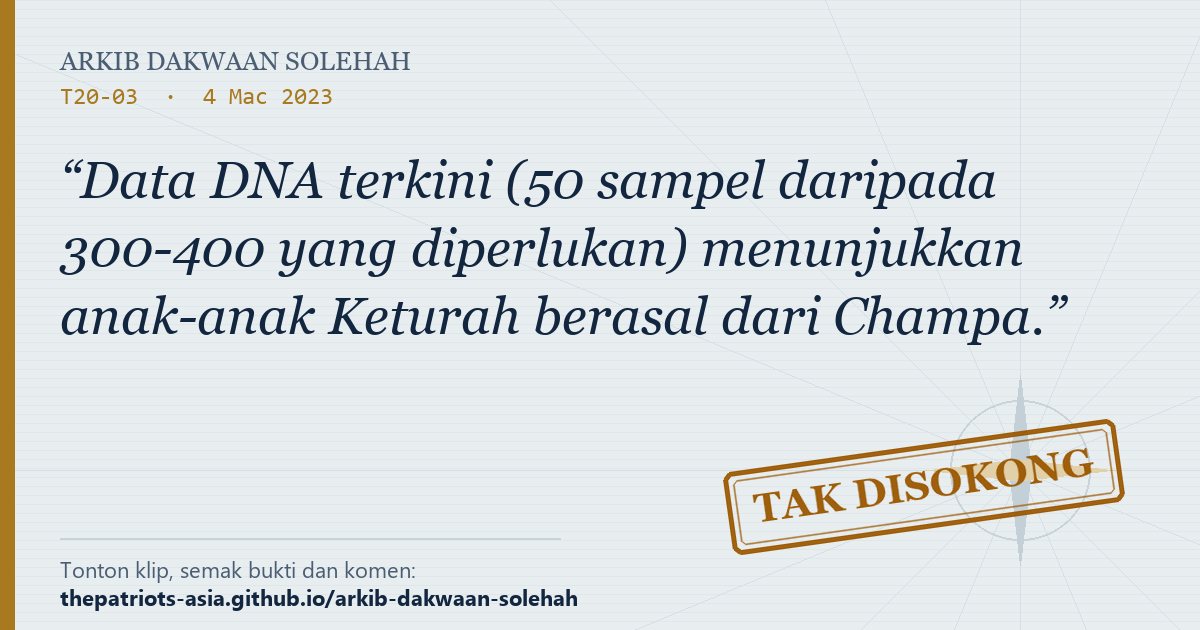 ARKIB DAKWAAN SOLEHAH
T20-03 · 4 Mac 2023
“Data DNA terkini (50 sampel daripada
300-400 yang diperlukan) menunjukkan
anak-anak Keturah berasal dari Champa.”
TAK DISOKONG
Tonton klip, semak bukti dan komen:
thepatriots-asia.github.io/arkib-dakwaan-solehah